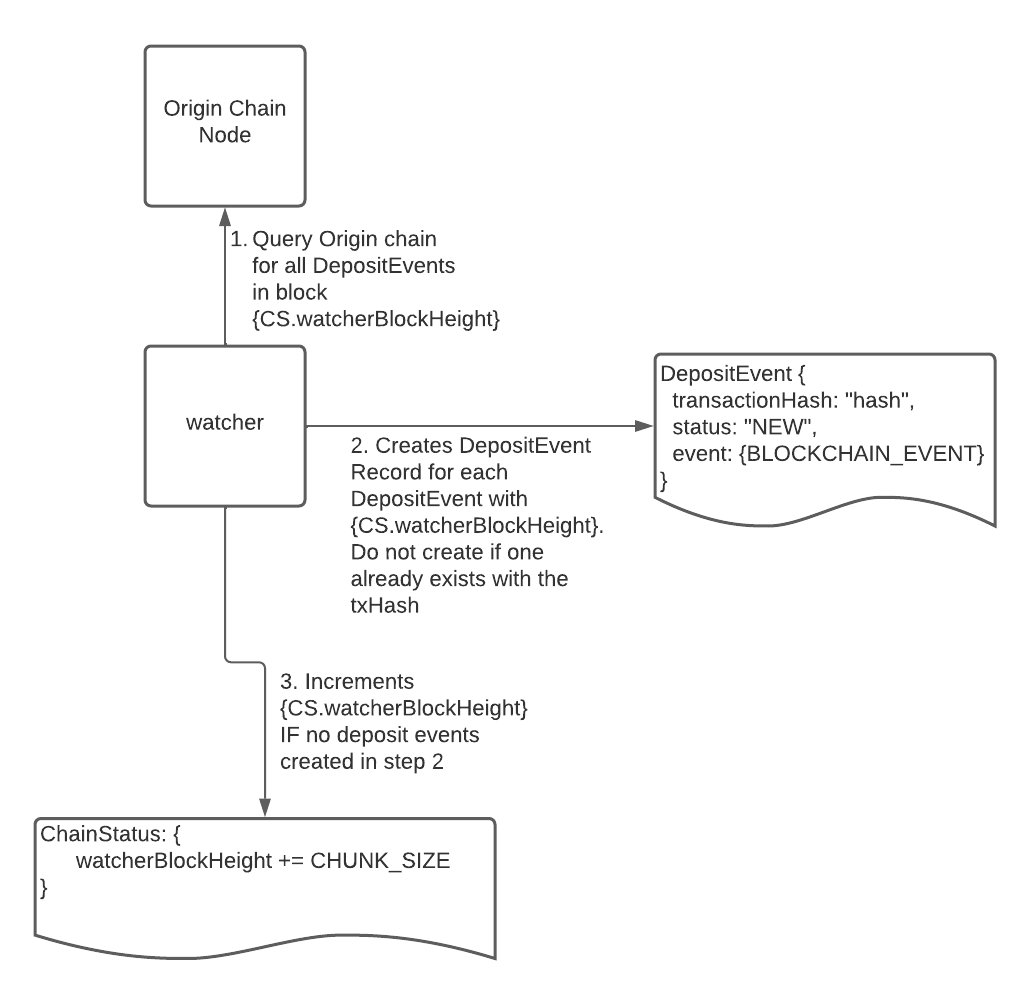 Origin Chain
Node
1. Query Origin chain
for all DepositEvents
in block
{CS.watcherBlockHeight}
watcher
DepositEvent {
transactionHash: "hash",
status: "NEW",
event: {BLOCKCHAIN_EVENT}
}
2. Creates DepositEvent
Record for each
DepositEvent with
{CS.watcherBlockHeight}.
Do not create if one
already exists with the
txHash
3. Increments
{CS.watcherBlockHeight}
IF no deposit events
created in step 2
ChainStatus: {
watcherBlockHeight += CHUNK_SIZE
}